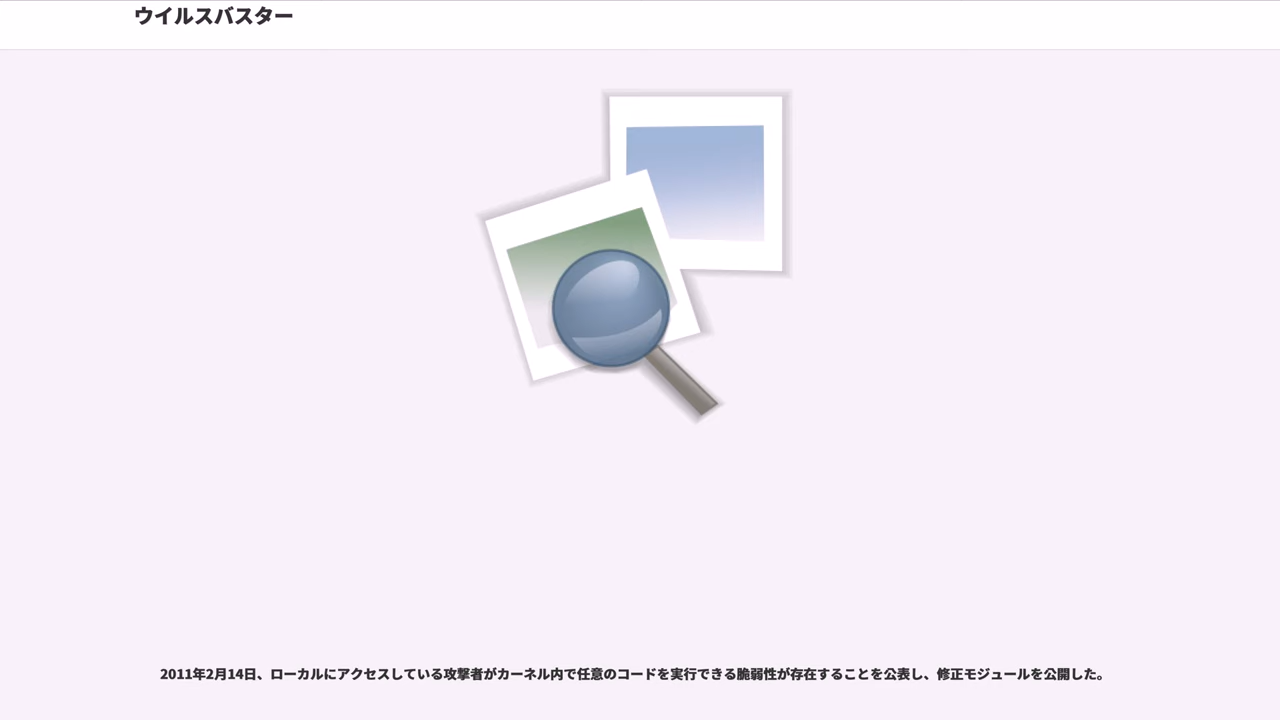 ウイルスバスター
2011年2月14日、ローカルにアクセスしている攻撃者がカーネル内で任意のコードを実行できる脆弱性が存在することを公表し、修正モジュールを公開した。